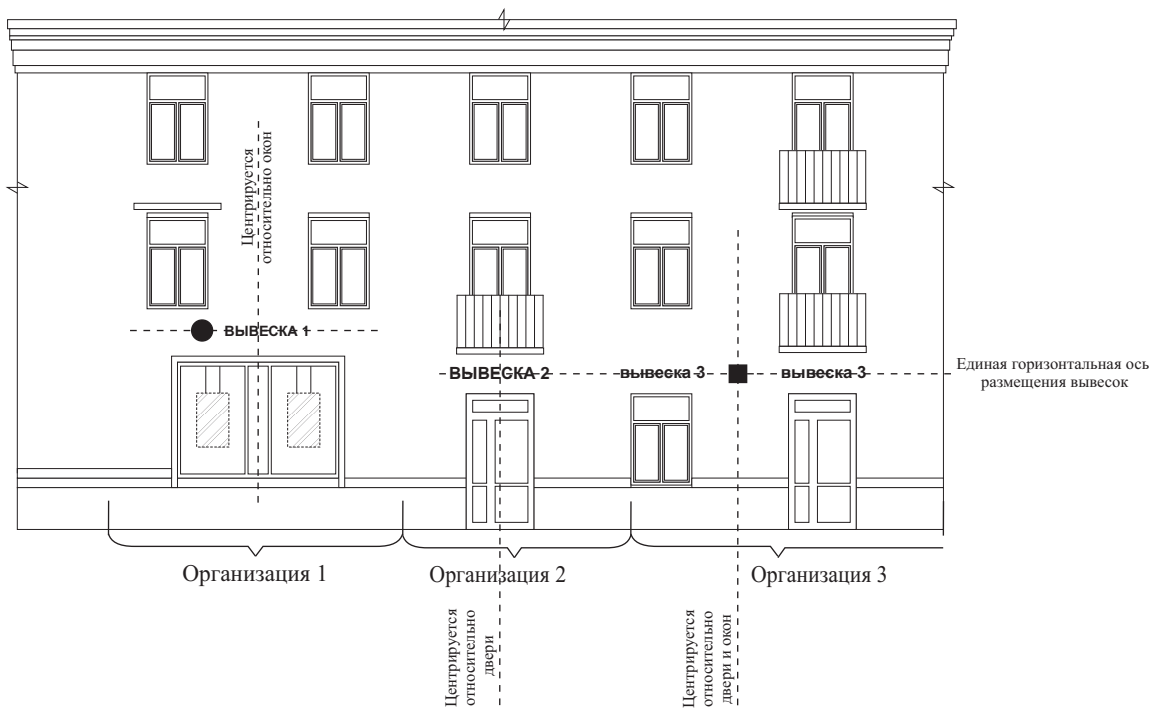 Центрируется
относительно окон
ВЫВЕСКА 1
ВЫВЕСКА 2
вывеска 3
вывеска 3
Единая горизонтальная ось
размещения вывесок
Организация 1
Организация 2
Организация 3
Центрируется
относительно
двери
Центрируется
относительно
двери и окон